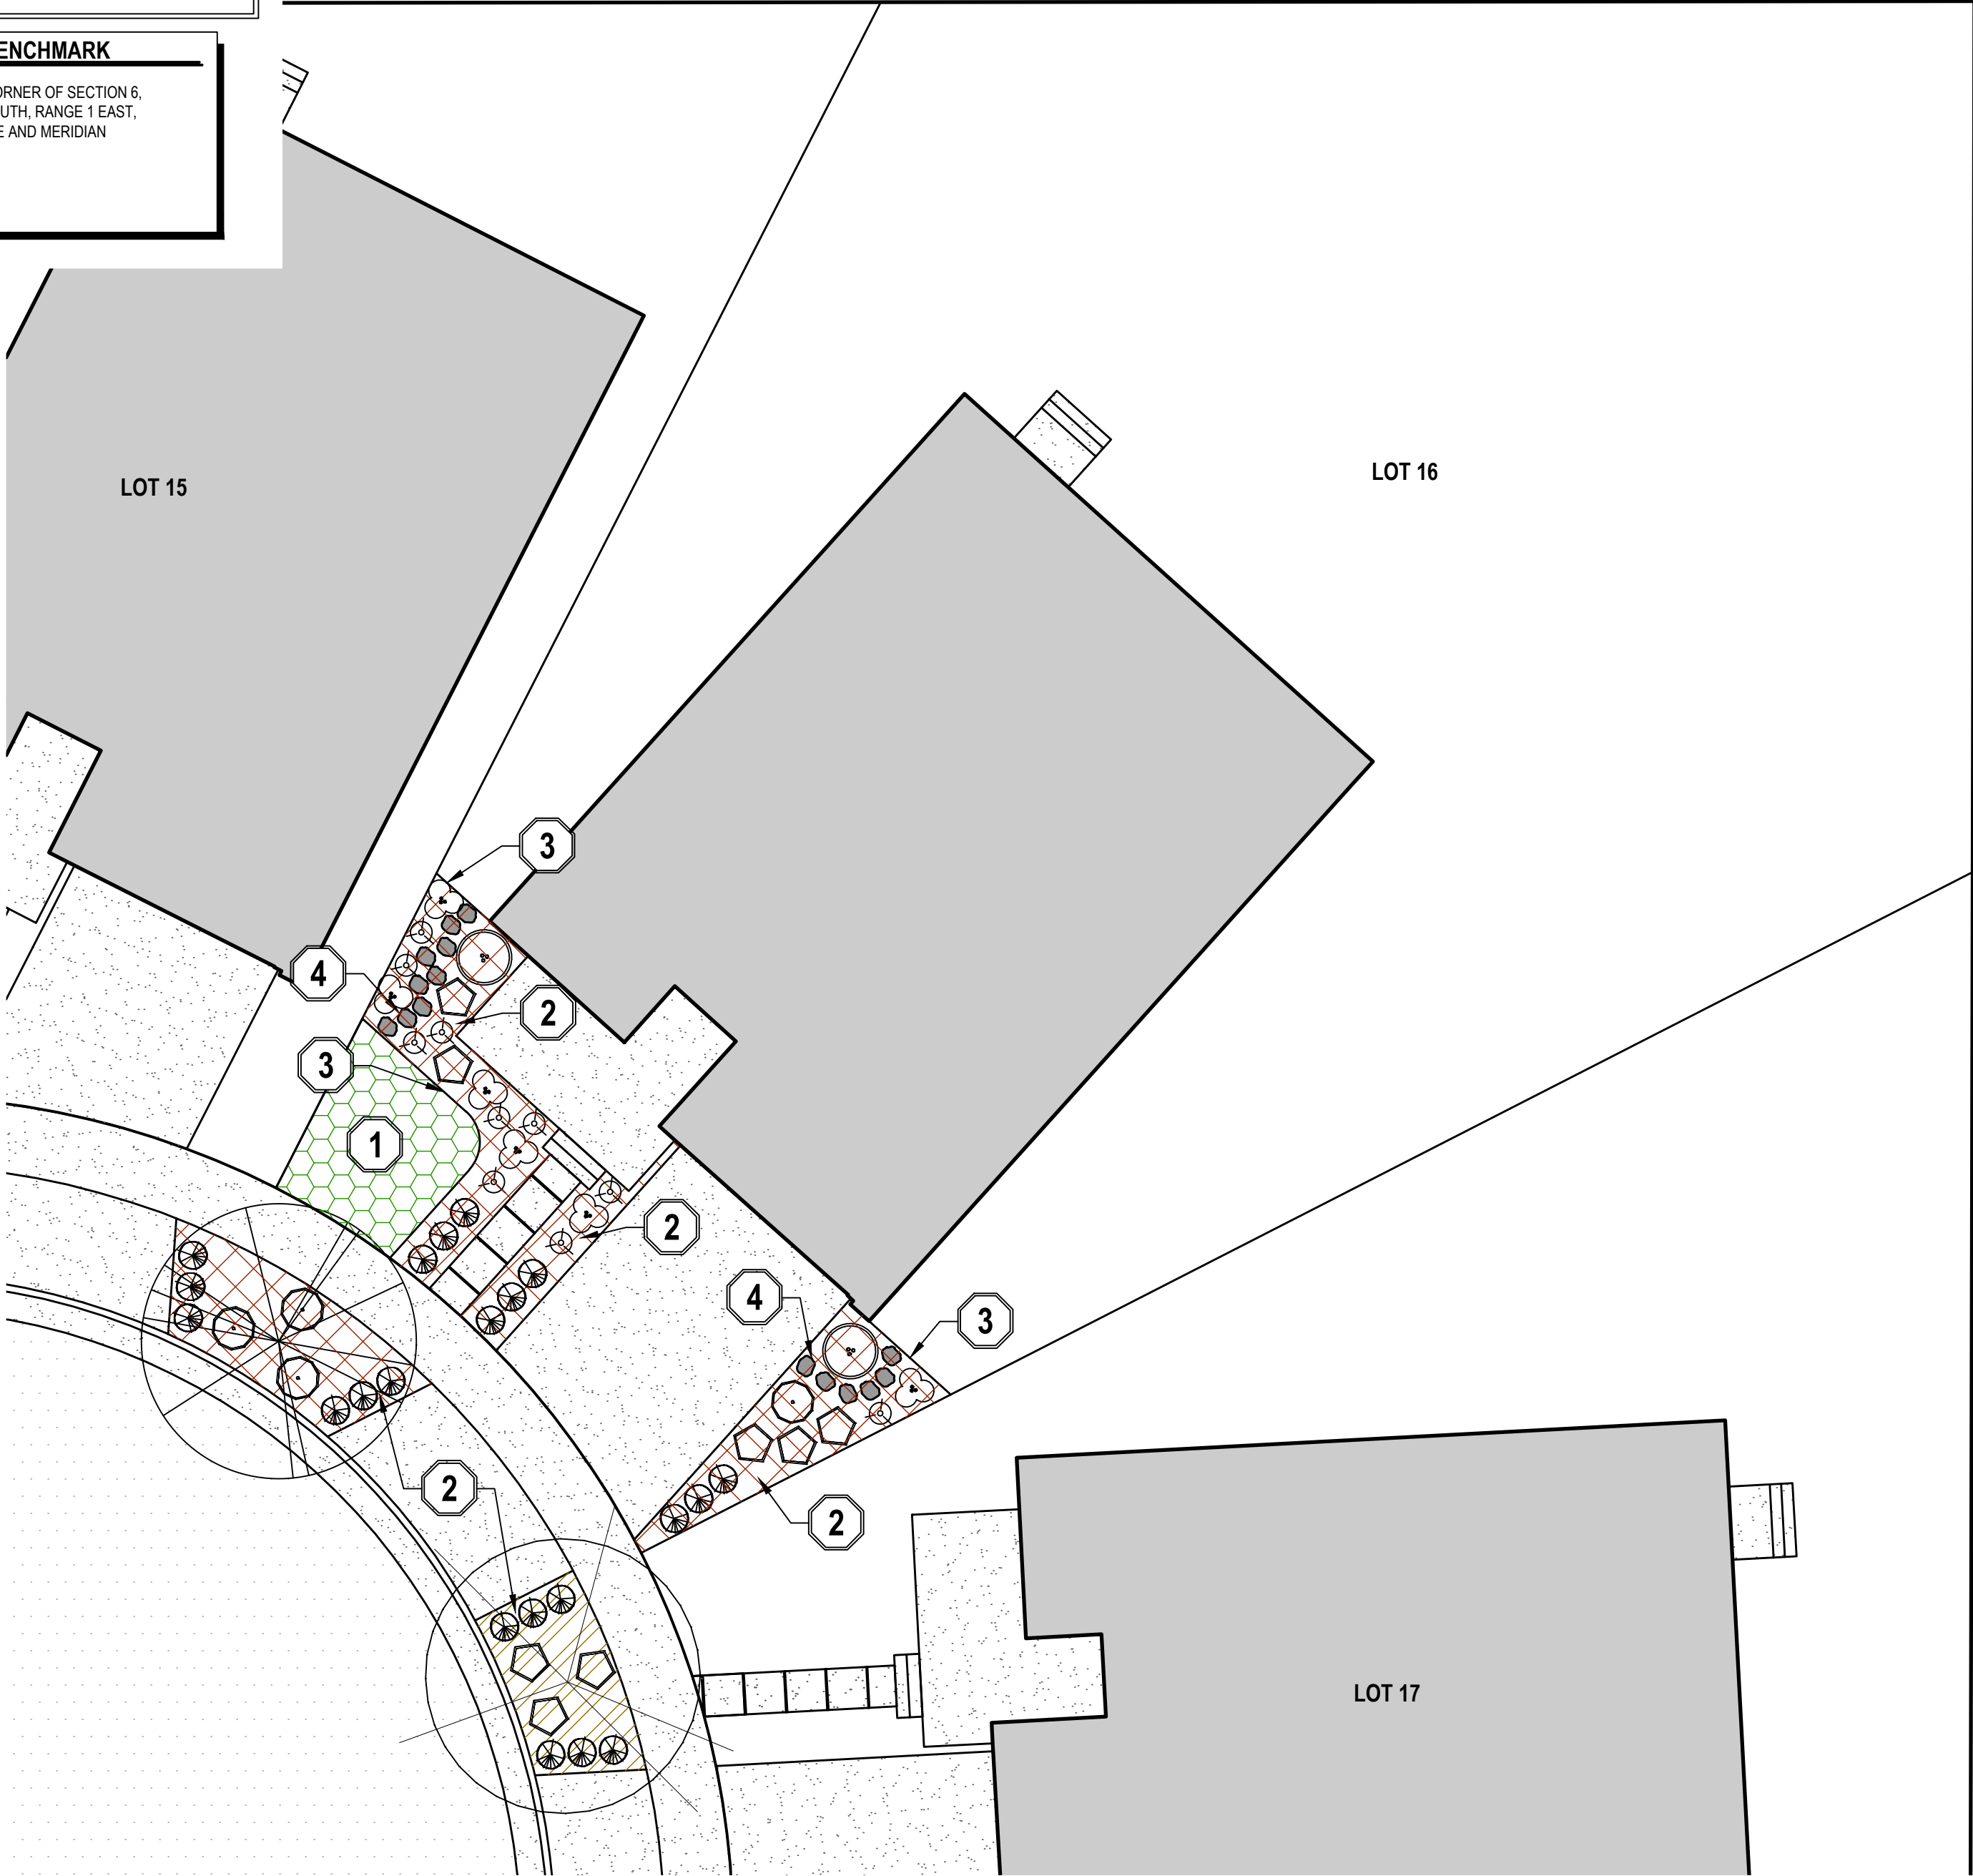 ENCHMARK
ORNER OF SECTION 6,
UTH, RANGE 1 EAST,
E AND MERIDIAN
LOT 16
LOT 15
3
4
2
3
1
2
4
3
2
2
LOT 17